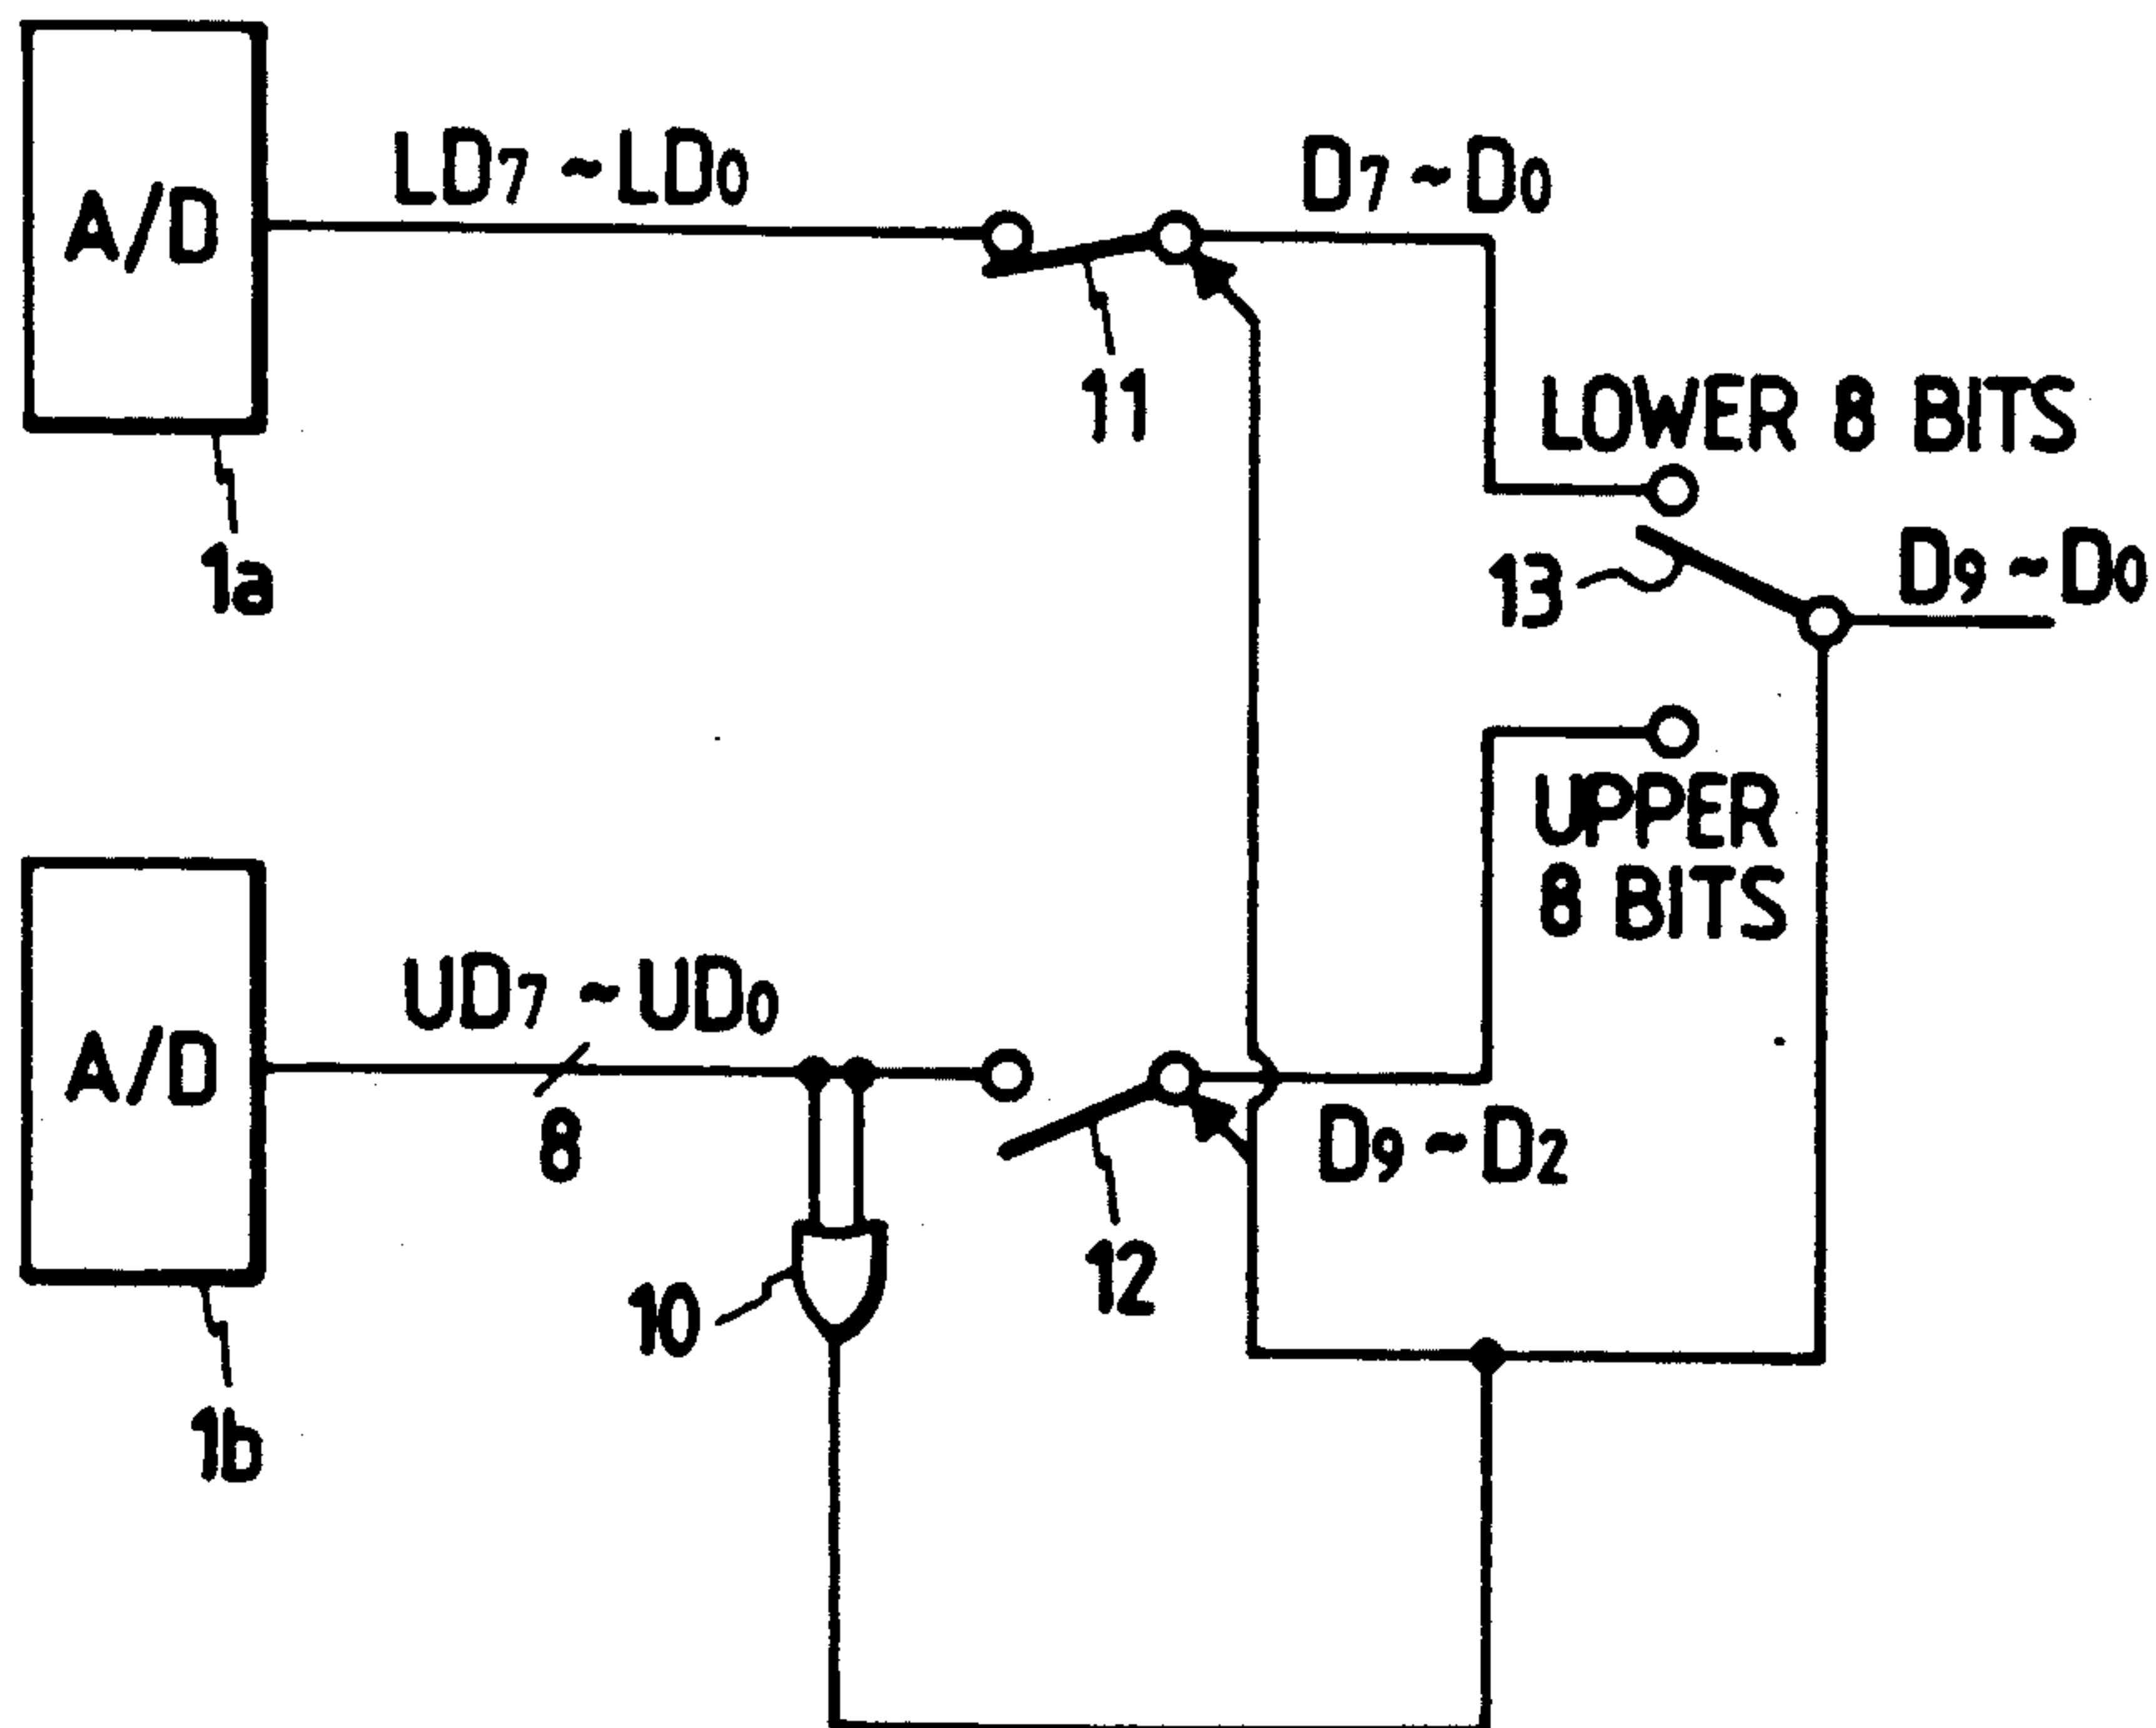 A/D
LD7 ~LD0
D7~D0
11
LOWER 8 BITS
1a
13
D9~D0
UPPER
8 BITS
A/D
UD7 ~UD0
8
D9~D2
12
10
1b